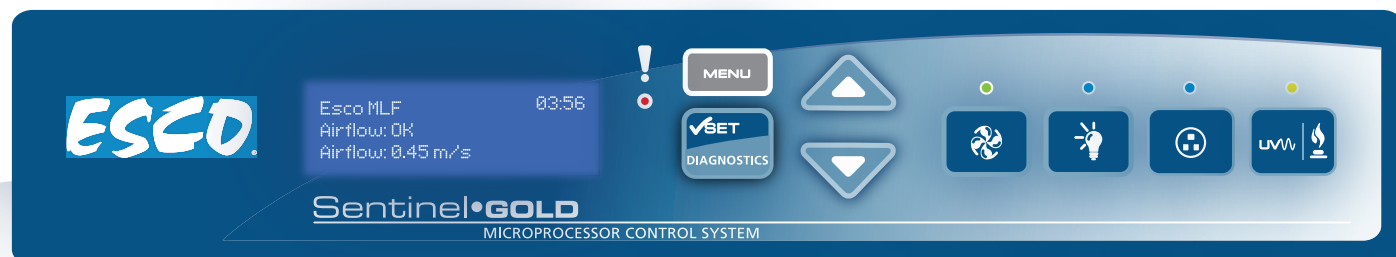 ESCO
Esco MLF 03:56
Airflow: OK
Airflow: 0.45 m/s
!
MENU
✓SET
DIAGNOSTICS
UV
Sentinel•GOLD
MICROPROCESSOR CONTROL SYSTEM